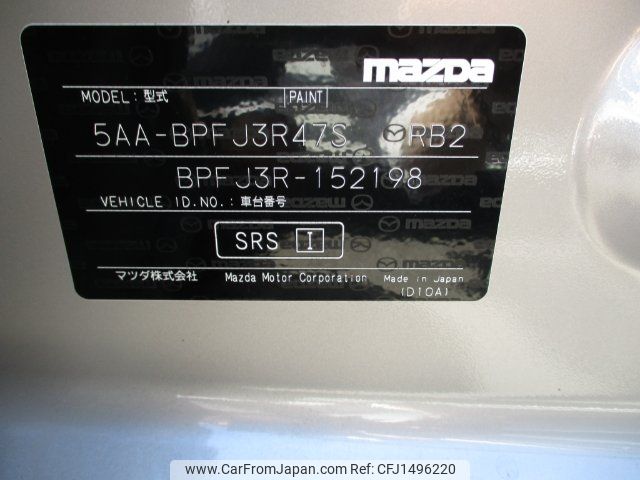 mazda
MODEL : 型式 PAINT
5AA-BPFJ3R47S RB2
BPFJ3R-152198
VEHICLE ID.NO. : 車台番号
SRS I
マツダ株式会社 Mazda Motor Corporation Made in Japan
(D10A)
www.CarFromJapan.com CFJ1496220